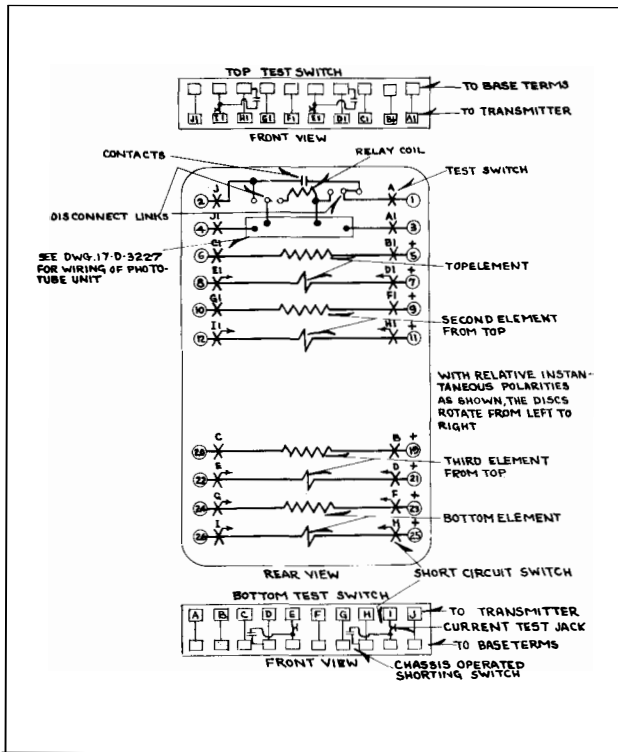 TOP TEST SWITCH
TO BASE TERMS
TO TRANSMITTER
J1 I1 H1 G1 F1 E1 D1 C1 B1 A1
FRONT VIEW
CONTACTS
RELAY COIL
TEST SWITCH
J A
2 1
DISCONNECT LINKS
J1 A1
4 3 +
SEE DWG. 17-D-3227
FOR WIRING OF PHOTO-
TUBE UNIT
C1 B1
6 5 +
TOP ELEMENT
E1 D1
8 7 +
G1 F1
10 9 +
SECOND ELEMENT
FROM TOP
I1 H1
12 11 +
WITH RELATIVE INSTAN-
TANEOUS POLARITIES
AS SHOWN, THE DISCS
ROTATE FROM LEFT TO
RIGHT
C B
20 19 +
THIRD ELEMENT
FROM TOP
E D
22 21 +
G F
24 23 +
BOTTOM ELEMENT
I H
26 25 +
REAR VIEW
SHORT CIRCUIT SWITCH
BOTTOM TEST SWITCH
A B C D E F G H I J
TO TRANSMITTER
CURRENT TEST JACK
TO BASE TERMS
FRONT VIEW
CHASSIS OPERATED
SHORTING SWITCH